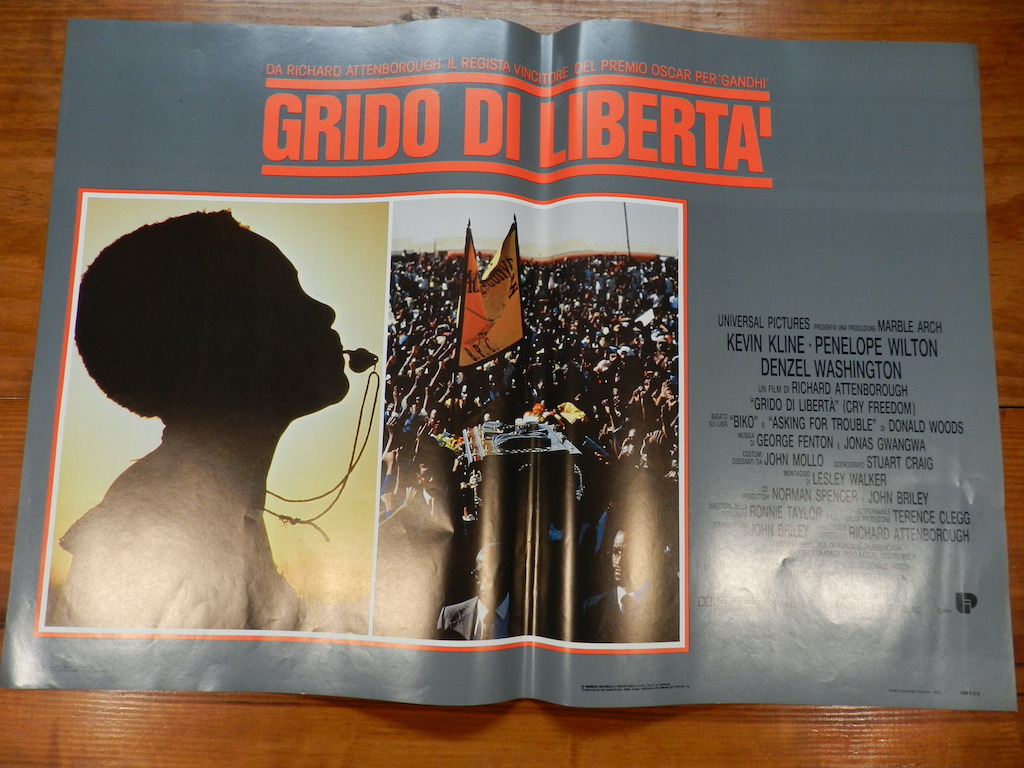 DA RICHARD ATTENBOROUGH IL REGISTA VINCITORE DEL PREMIO OSCAR PER 'GANDHI'
GRIDO DI LIBERTA'
UNIVERSAL PICTURES PRESENTA UNA PRODUZIONE MARBLE ARCH
KEVIN KLINE · PENELOPE WILTON
DENZEL WASHINGTON
UN FILM DI RICHARD ATTENBOROUGH
"GRIDO DI LIBERTÀ" (CRY FREEDOM)
BASATO SUI LIBRI "BIKO" E "ASKING FOR TROUBLE" DI DONALD WOODS
MUSICA DI GEORGE FENTON E JONAS GWANGWA
COSTUMI DISEGNATI DA JOHN MOLLO SCENOGRAFO STUART CRAIG
MONTAGGIO DI LESLEY WALKER
CO PRODUTTORI NORMAN SPENCER E JOHN BRILEY
RONNIE TAYLOR TERENCE CLEGG
JOHN BRILEY RICHARD ATTENBOROUGH